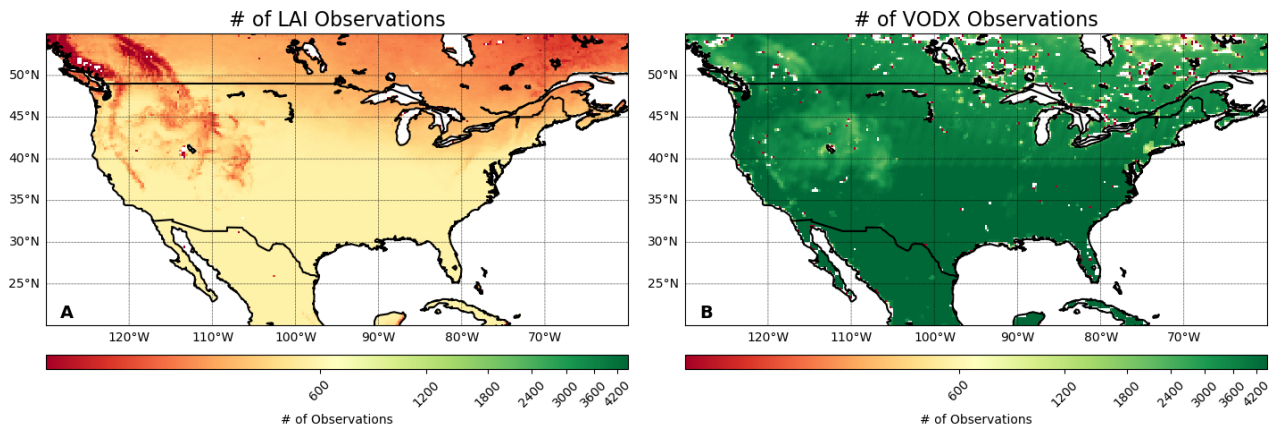 # of LAI Observations
# of VODX Observations
50°N
45°N
40°N
35°N
30°N
25°N
A
120°W 110°W 100°W 90°W 80°W 70°W
50°N
45°N
40°N
35°N
30°N
25°N
B
120°W 110°W 100°W 90°W 80°W 70°W
600 1200 1800 2400 3000 3600 4200
# of Observations
600 1200 1800 2400 3000 3600 4200
# of Observations